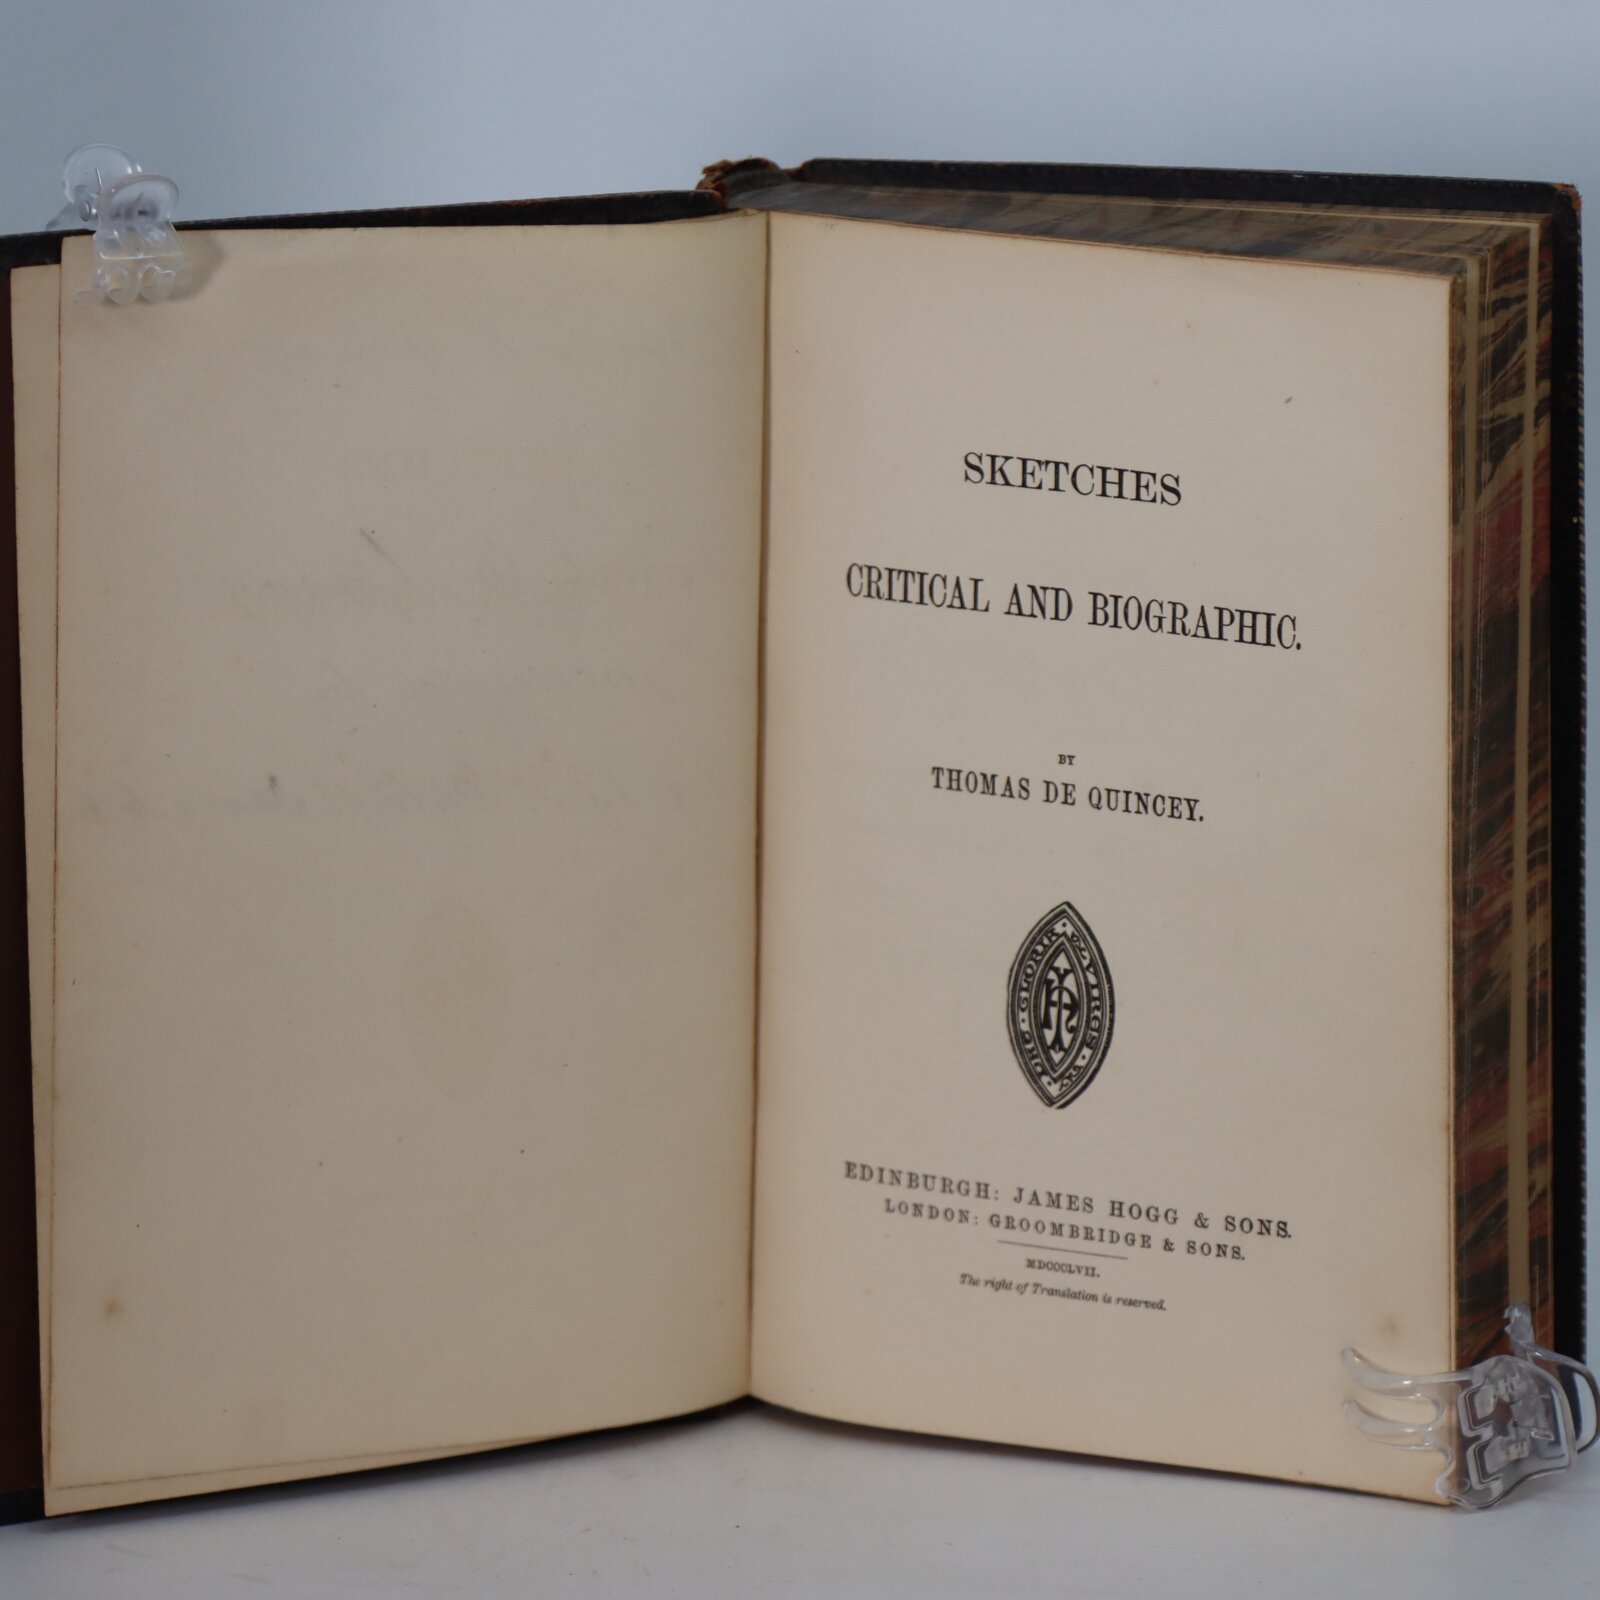 SKETCHES
CRITICAL AND BIOGRAPHIC.
BY
THOMAS DE QUINCEY.
EDINBURGH: JAMES HOGG & SONS.
LONDON: GROOMBRIDGE & SONS.
MDCCCLVII.
The right of Translation is reserved.